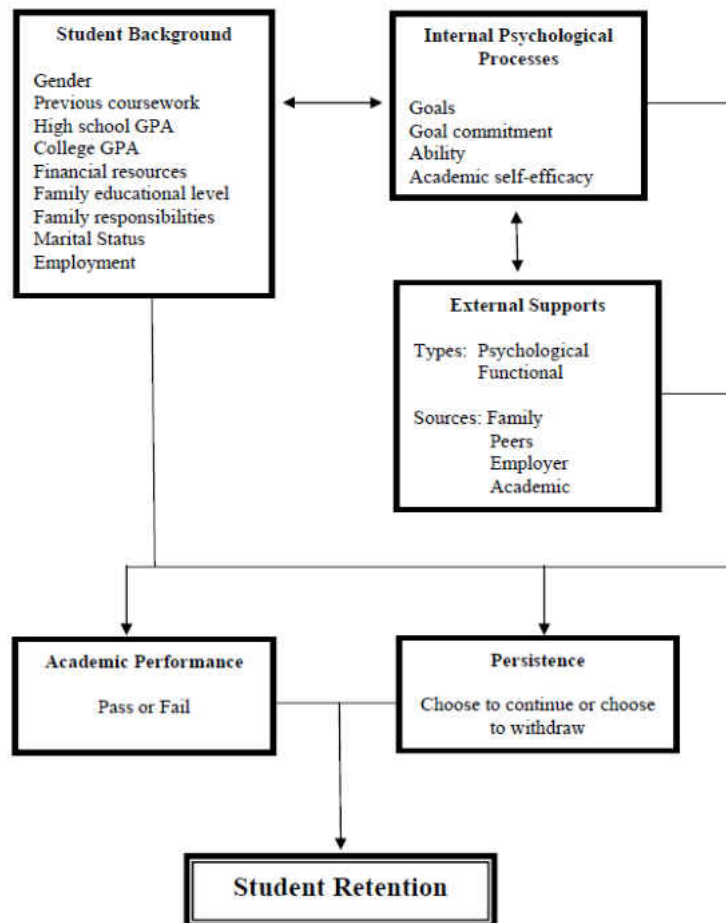 Student Background
Gender
Previous coursework
High school GPA
College GPA
Financial resources
Family educational level
Family responsibilities
Marital Status
Employment
Internal Psychological
Processes
Goals
Goal commitment
Ability
Academic self-efficacy
External Supports
Types: Psychological
Functional
Sources: Family
Peers
Employer
Academic
Academic Performance
Pass or Fail
Persistence
Choose to continue or choose
to withdraw
Student Retention